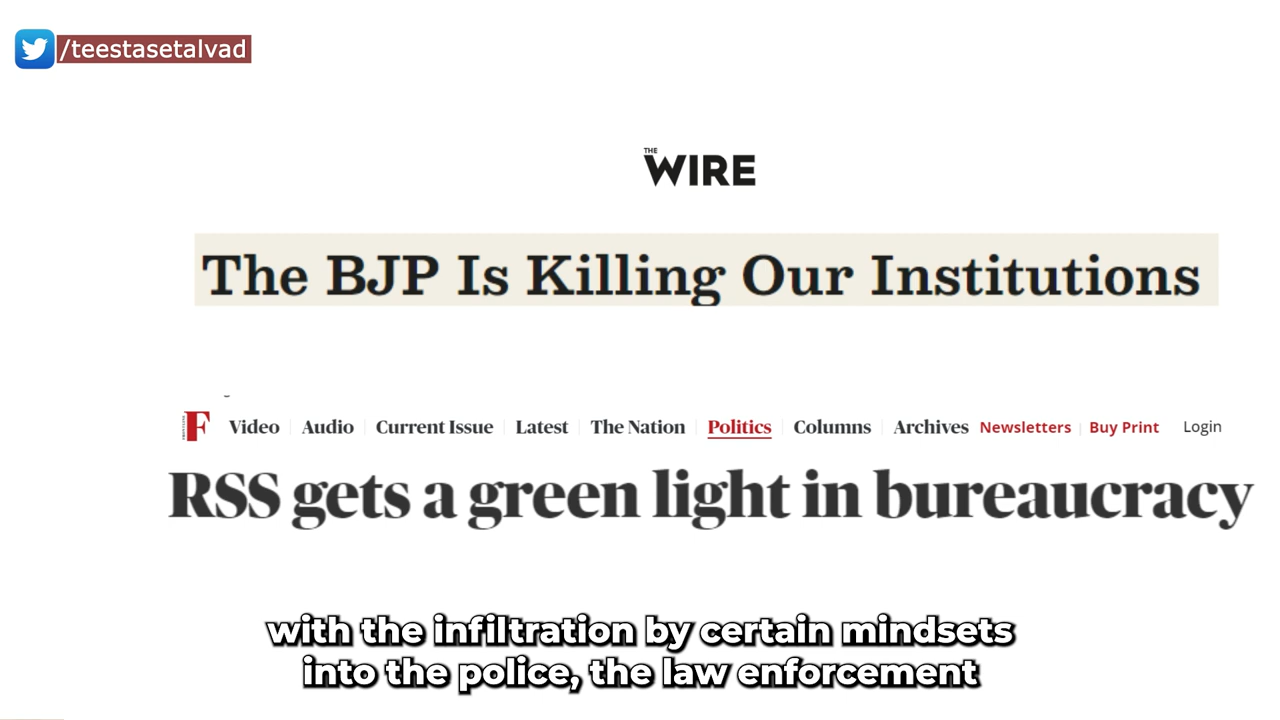 /teestasetalvad
THE
WIRE
The BJP Is Killing Our Institutions
F Video Audio Current Issue Latest The Nation Politics Columns Archives Newsletters Buy Print Login
RSS gets a green light in bureaucracy
with the infiltration by certain mindsets
into the police, the law enforcement